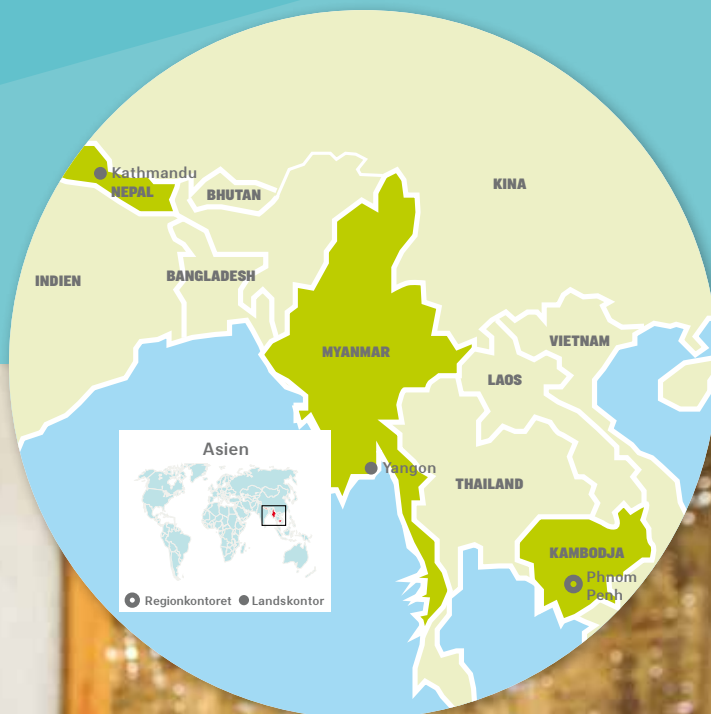 Kathmandu
NEPAL
BHUTAN
KINA
INDIEN
BANGLADESH
MYANMAR
VIETNAM
LAOS
Asien
Yangon
THAILAND
KAMBODJA
Phnom
Penh
Regionkontoret
Landskontor